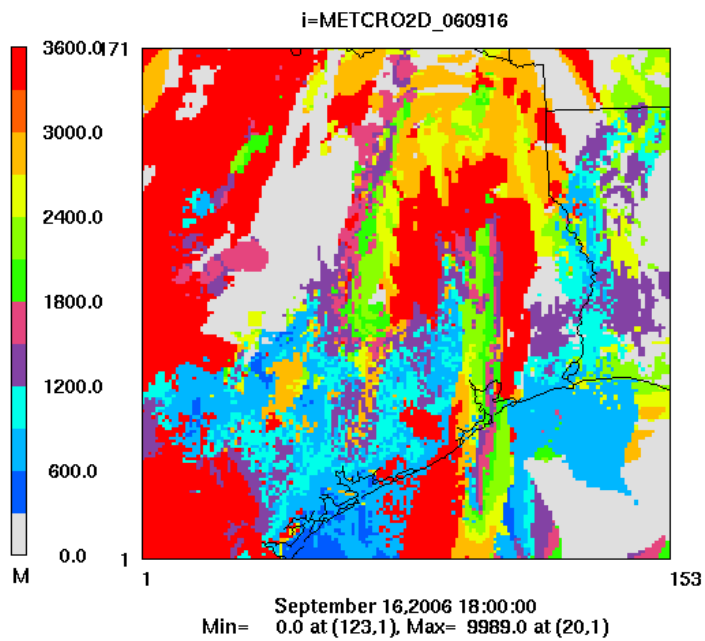 i=METCRO2D_060916
3600.0 171
3000.0
2400.0
1800.0
1200.0
600.0
0.0 1
M 1 153
September 16,2006 18:00:00
Min= 0.0 at (123,1), Max= 9989.0 at (20,1)